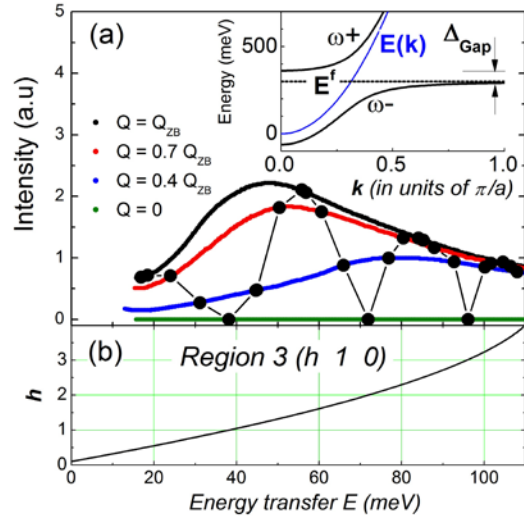 (a)
Intensity (a.u)
5
4
3
2
1
0
Q = Q_ZB
Q = 0.7 Q_ZB
Q = 0.4 Q_ZB
Q = 0
Energy (meV)
500
0
ω+
E(k)
Δ_Gap
E^f
ω-
0.0 0.5 1.0
k (in units of π/a)
(b)
Region 3 (h 1 0)
h
3
2
1
0
0 20 40 60 80 100
Energy transfer E (meV)